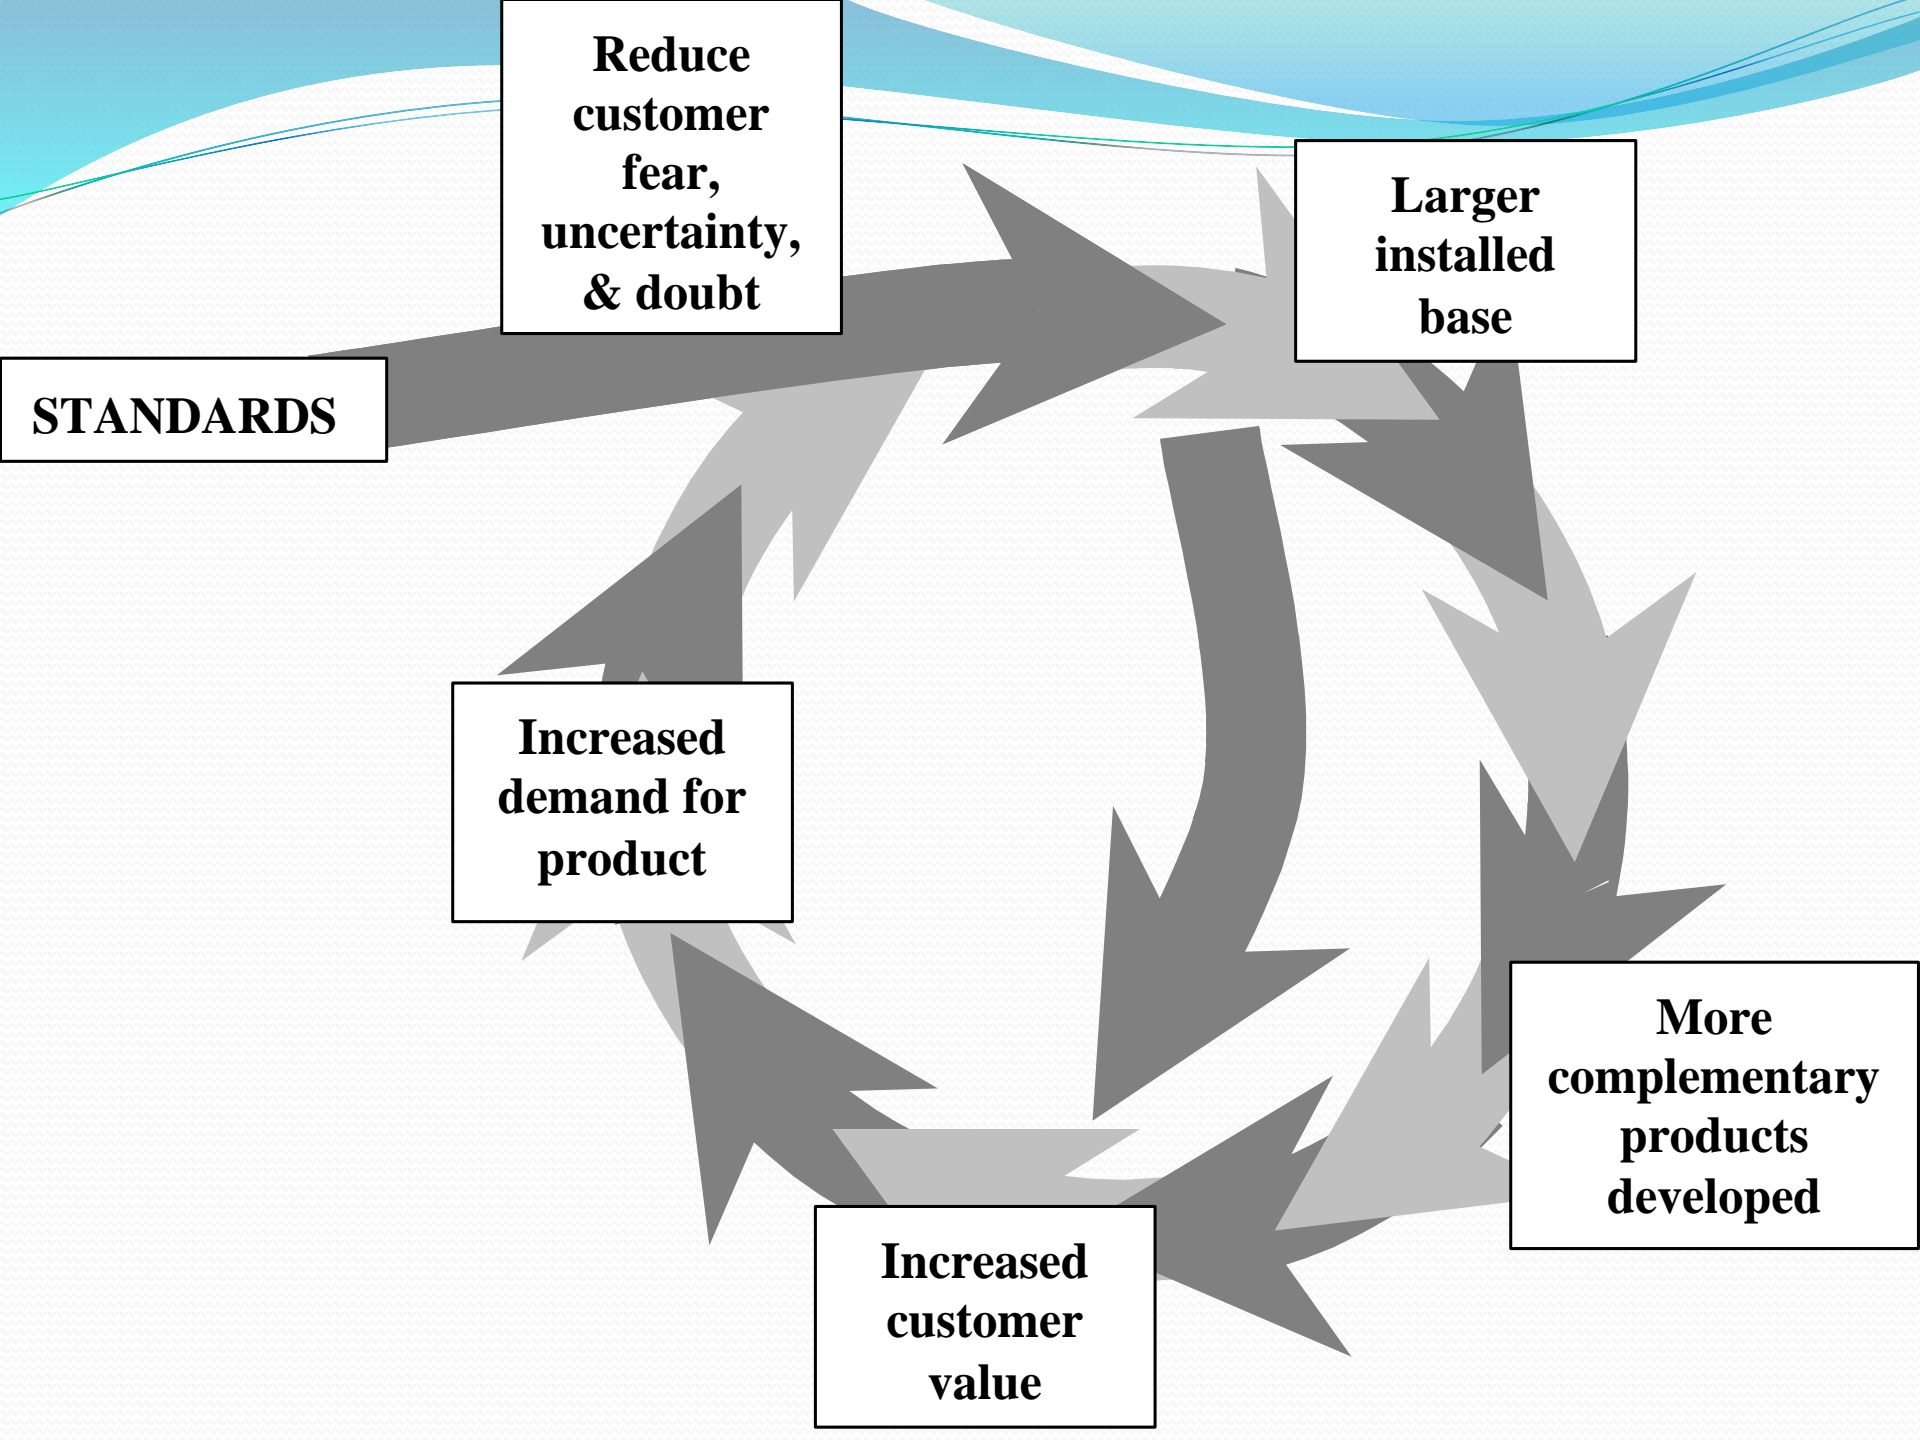 Reduce
customer
fear,
uncertainty,
& doubt
Larger
installed
base
STANDARDS
Increased
demand for
product
More
complementary
products
developed
Increased
customer
value